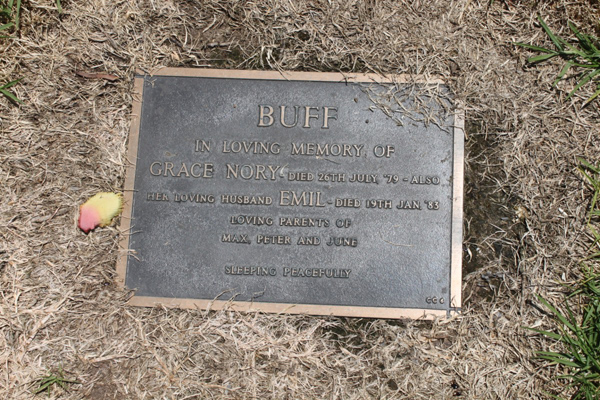 BUFF
IN LOVING MEMORY OF
GRACE NORY - DIED 26TH JULY, '79 - ALSO
HER LOVING HUSBAND EMIL - DIED 19TH JAN. '83
LOVING PARENTS OF
MAX, PETER AND JUNE
SLEEPING PEACEFULLY